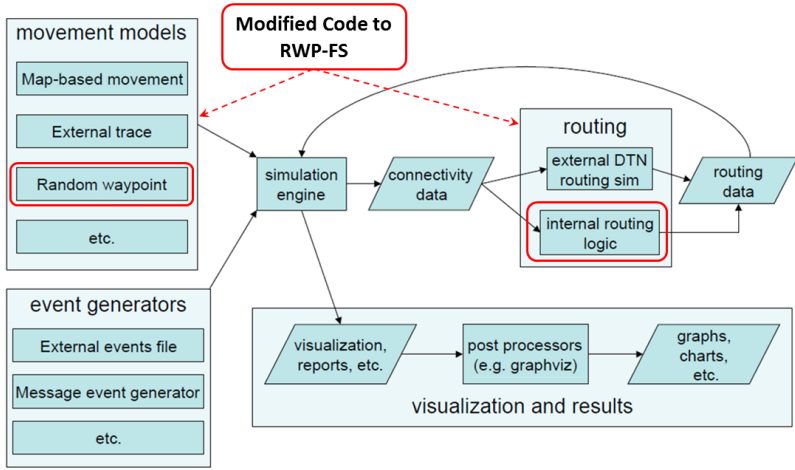 movement models
Map-based movement
External trace
Random waypoint
etc.
Modified Code to
RWP-FS
simulation
engine
connectivity
data
routing
external DTN
routing sim
internal routing
logic
routing
data
event generators
External events file
Message event generator
etc.
visualization,
reports, etc.
post processors
(e.g. graphviz)
graphs,
charts,
etc.
visualization and results